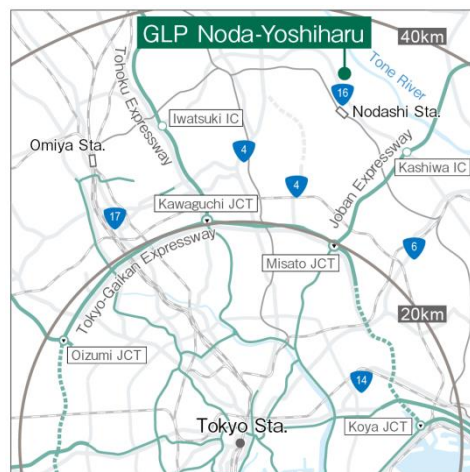 GLP Noda-Yoshiharu
40km
Tone River
16
Nodashi Sta.
Tohoku Expressway
Iwatsuki IC
Omiya Sta.
4
Joban Expressway
Kashiwa IC
4
17
Kawaguchi JCT
6
Tokyo-Gaikan Expressway
Misato JCT
20km
Oizumi JCT
14
Tokyo Sta.
Koya JCT